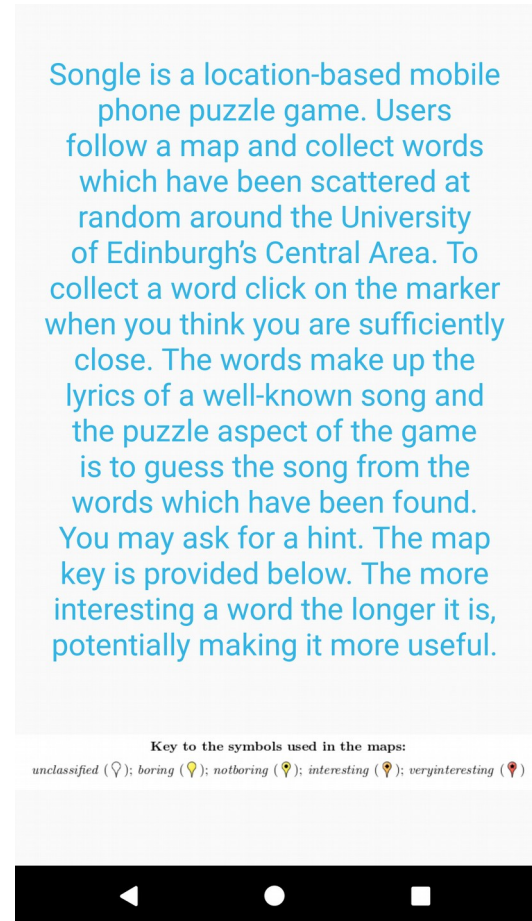 Songle is a location-based mobile
phone puzzle game. Users
follow a map and collect words
which have been scattered at
random around the University
of Edinburgh's Central Area. To
collect a word click on the marker
when you think you are sufficiently
close. The words make up the
lyrics of a well-known song and
the puzzle aspect of the game
is to guess the song from the
words which have been found.
You may ask for a hint. The map
key is provided below. The more
interesting a word the longer it is,
potentially making it more useful.
Key to the symbols used in the maps:
unclassified ( ); boring ( ); notboring ( ); interesting ( ); veryinteresting ( )